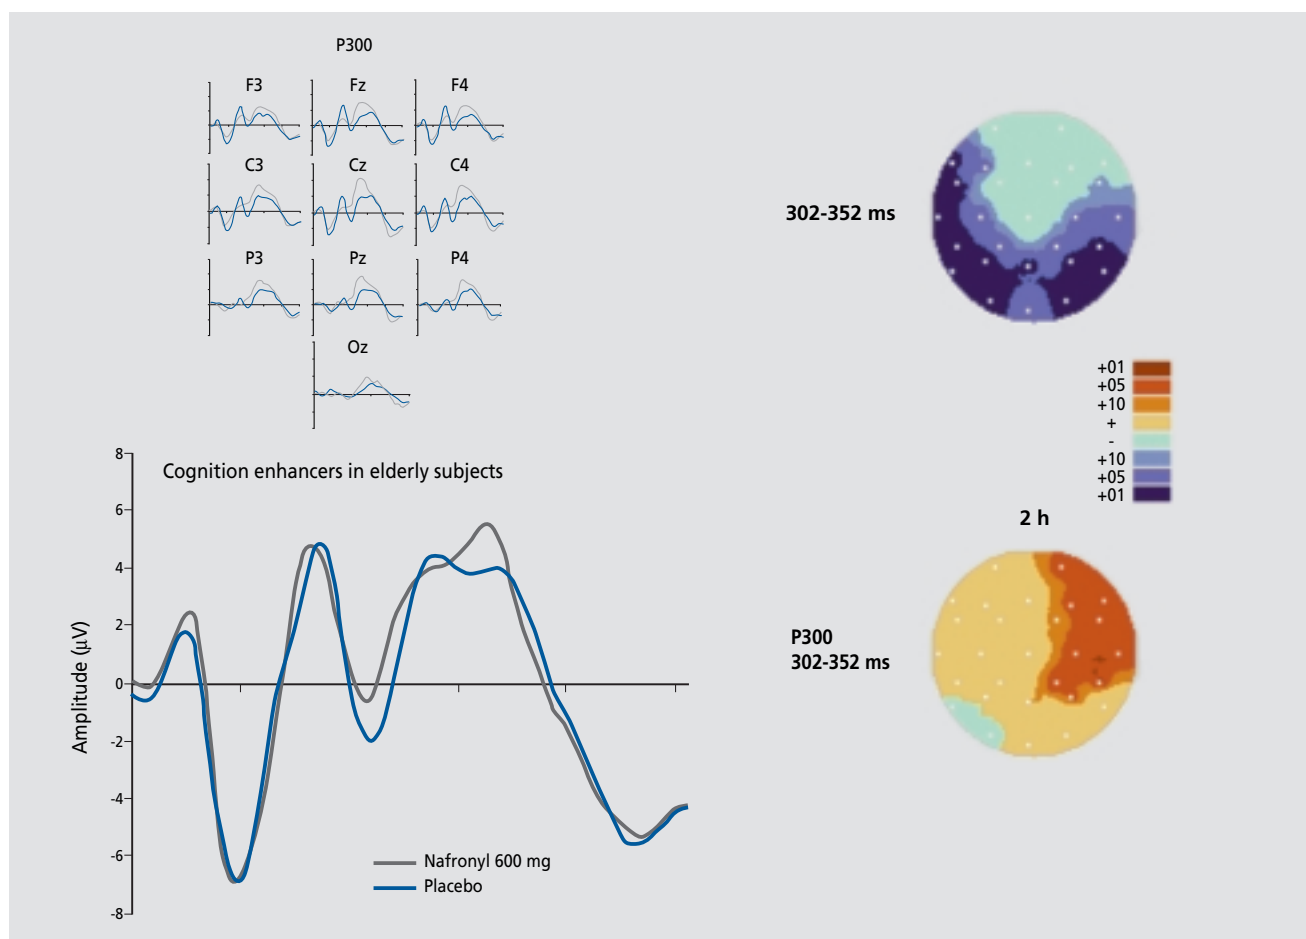 P300
F3 Fz F4
C3 Cz C4
P3 Pz P4
Oz
8
Cognition enhancers in elderly subjects
6
4
2
0
-2
-4
-6
-8
Amplitude (μV)
Nafronyl 600 mg
Placebo
302-352 ms
+01
+05
+10
+
-
+10
+05
+01
2 h
P300
302-352 ms